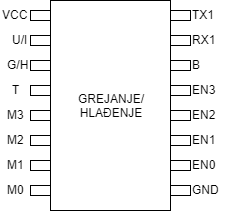 VCC
U/I
G/H
T
M3
M2
M1
M0
GREJANJE/
HLAĐENJE
TX1
RX1
B
EN3
EN2
EN1
EN0
GND